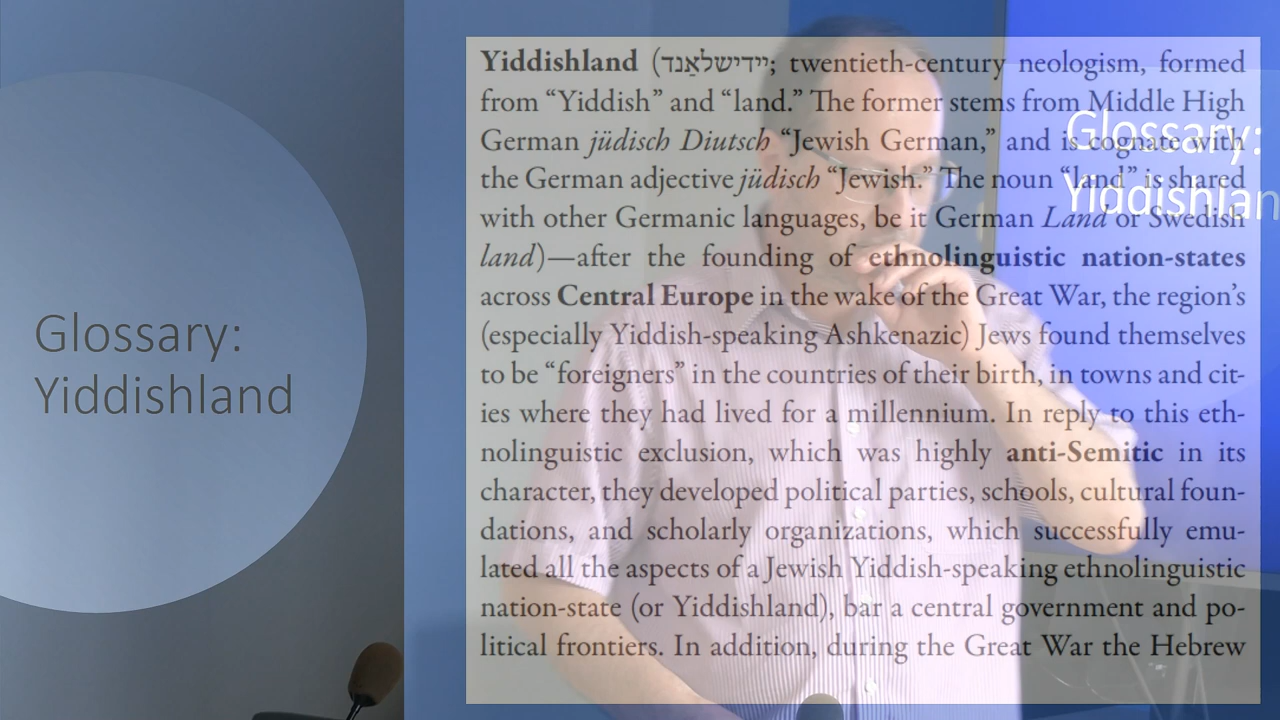 Glossary:
Yiddishland
Yiddishland (ייִדישלאַנד; twentieth-century neologism, formed
from “Yiddish” and “land.” The former stems from Middle High
German jüdisch Diutsch “Jewish German,” and is cognate with
the German adjective jüdisch “Jewish.” The noun “land” is shared
with other Germanic languages, be it German Land or Swedish
land)—after the founding of ethnolinguistic nation-states
across Central Europe in the wake of the Great War, the region’s
(especially Yiddish-speaking Ashkenazic) Jews found themselves
to be “foreigners” in the countries of their birth, in towns and cit-
ies where they had lived for a millennium. In reply to this eth-
nolinguistic exclusion, which was highly anti-Semitic in its
character, they developed political parties, schools, cultural foun-
dations, and scholarly organizations, which successfully emu-
lated all the aspects of a Jewish Yiddish-speaking ethnolinguistic
nation-state (or Yiddishland), bar a central government and po-
litical frontiers. In addition, during the Great War the Hebrew
Glossary:
Yiddishlan